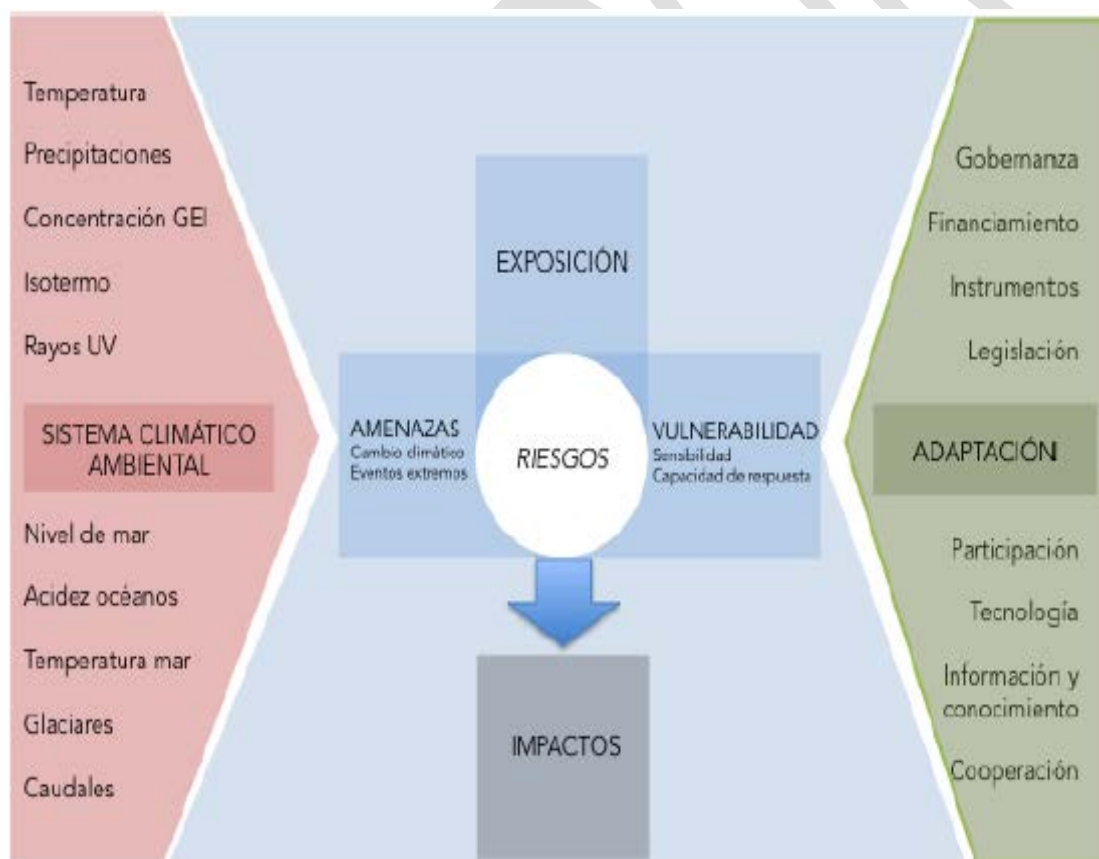 Temperatura
Precipitaciones
Concentración GEI
Isotermo
Rayos UV
SISTEMA CLIMÁTICO
AMBIENTAL
Nivel de mar
Acidez océanos
Temperatura mar
Glaciares
Caudales
EXPOSICIÓN
AMENAZAS
Cambio climático
Eventos extremos
RIESGOS
VULNERABILIDAD
Sensabilidad
Capacidad de respuesta
IMPACTOS
Gobernanza
Financiamiento
Instrumentos
Legislación
ADAPTACIÓN
Participación
Tecnología
Información y
conocimiento
Cooperación